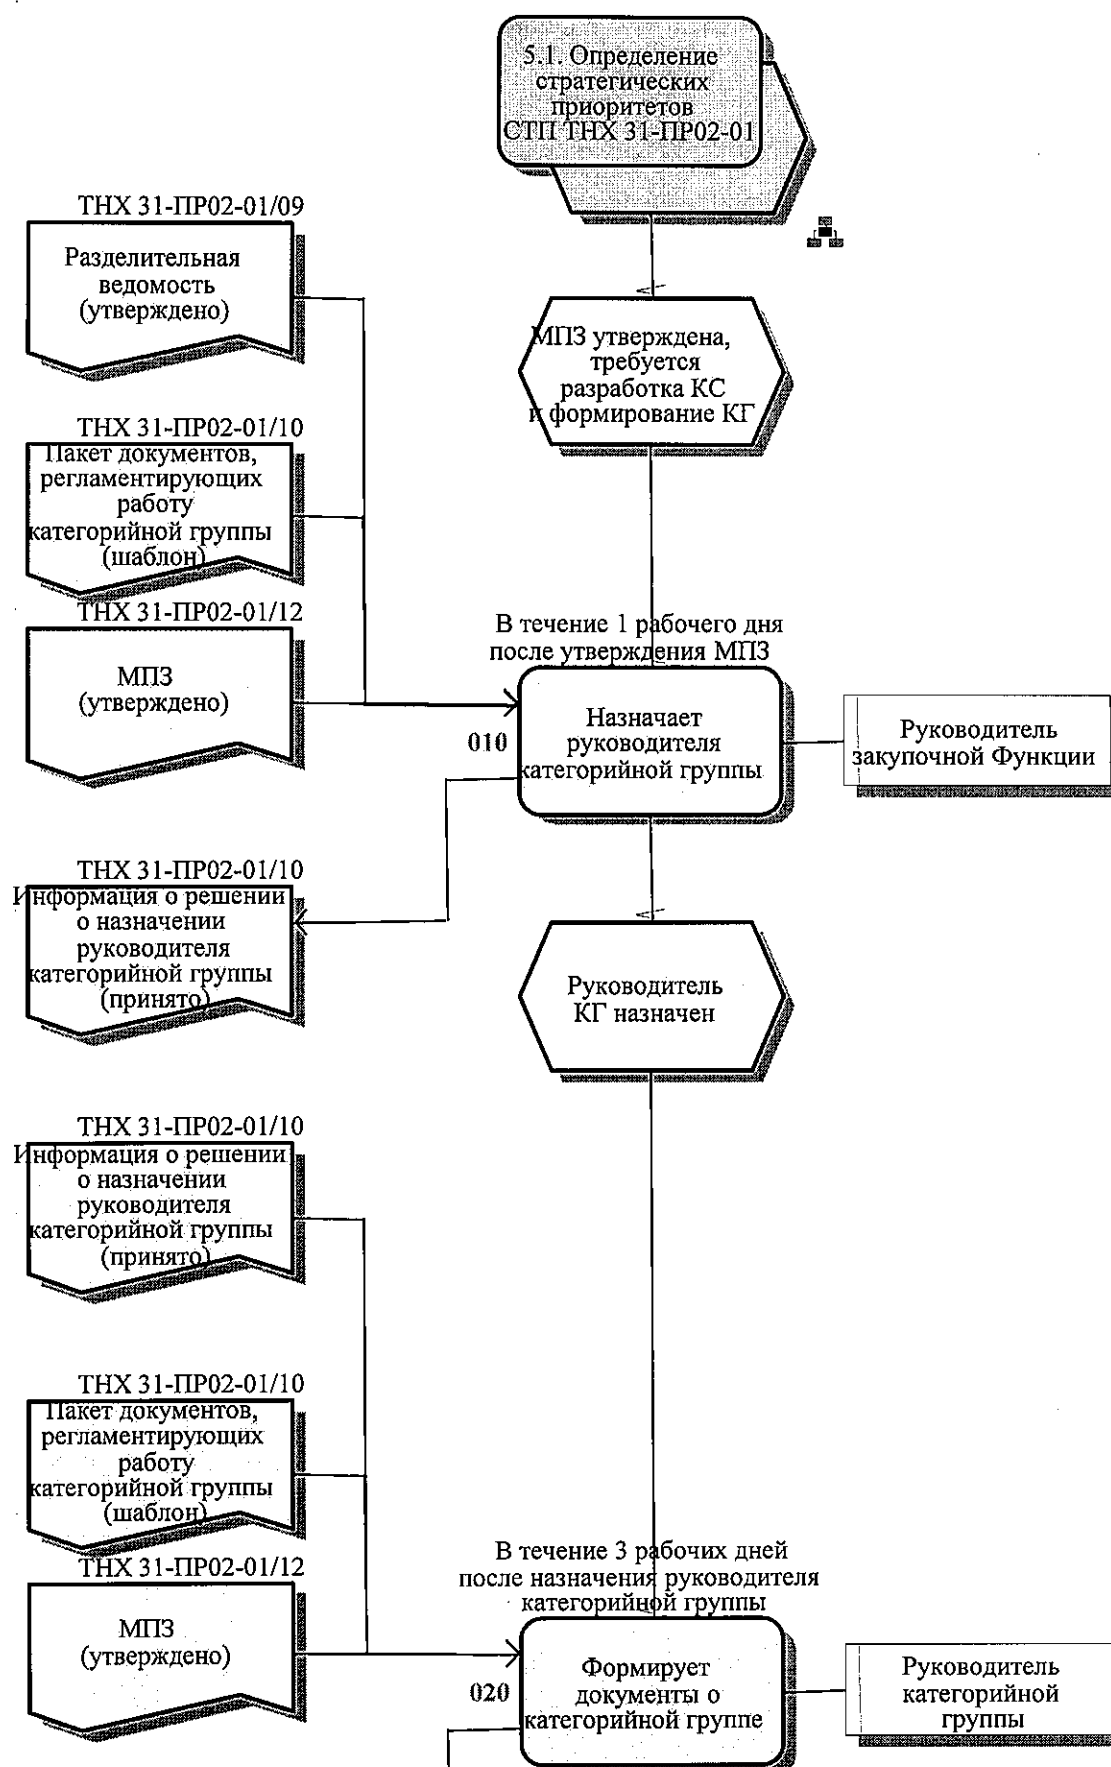 5.1. Определение
стратегических
приоритетов
СТП ТНХ 31-ПР02-01
ТНХ 31-ПР02-01/09
Разделительная
ведомость
(утверждено)
МПЗ утверждена,
требуется
разработка КС
и формирование КГ
ТНХ 31-ПР02-01/10
Пакет документов,
регламентирующих
работу
категорийной группы
(шаблон)
ТНХ 31-ПР02-01/12
МПЗ
(утверждено)
В течение 1 рабочего дня
после утверждения МПЗ
010
Назначает
руководителя
категорийной группы
Руководитель
закупочной Функции
ТНХ 31-ПР02-01/10
Информация о решении
о назначении
руководителя
категорийной группы
(принято)
Руководитель
КГ назначен
ТНХ 31-ПР02-01/10
Информация о решении
о назначении
руководителя
категорийной группы
(принято)
ТНХ 31-ПР02-01/10
Пакет документов,
регламентирующих
работу
категорийной группы
(шаблон)
ТНХ 31-ПР02-01/12
МПЗ
(утверждено)
В течение 3 рабочих дней
после назначения руководителя
категорийной группы
020
Формирует
документы о
категорийной группе
Руководитель
категорийной
группы